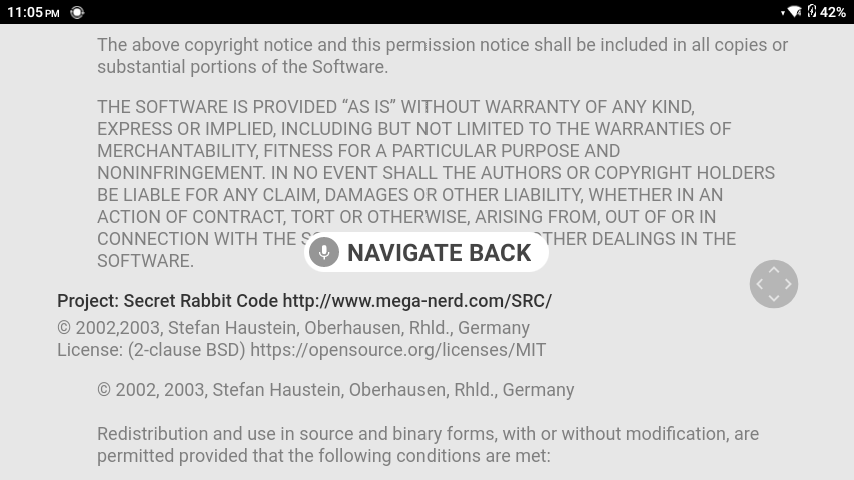 11:05 PM 42%
The above copyright notice and this permission notice shall be included in all copies or
substantial portions of the Software.
THE SOFTWARE IS PROVIDED “AS IS” WITHOUT WARRANTY OF ANY KIND,
EXPRESS OR IMPLIED, INCLUDING BUT NOT LIMITED TO THE WARRANTIES OF
MERCHANTABILITY, FITNESS FOR A PARTICULAR PURPOSE AND
NONINFRINGEMENT. IN NO EVENT SHALL THE AUTHORS OR COPYRIGHT HOLDERS
BE LIABLE FOR ANY CLAIM, DAMAGES OR OTHER LIABILITY, WHETHER IN AN
ACTION OF CONTRACT, TORT OR OTHERWISE, ARISING FROM, OUT OF OR IN
CONNECTION WITH THE DEALINGS IN THE
NAVIGATE BACK
SOFTWARE.
Project: Secret Rabbit Code http://www.mega-nerd.com/SRC/
© 2002,2003, Stefan Haustein, Oberhausen, Rhld., Germany
License: (2-clause BSD) https://opensource.org/licenses/MIT
© 2002, 2003, Stefan Haustein, Oberhausen, Rhld., Germany
Redistribution and use in source and binary forms, with or without modification, are
permitted provided that the following conditions are met: